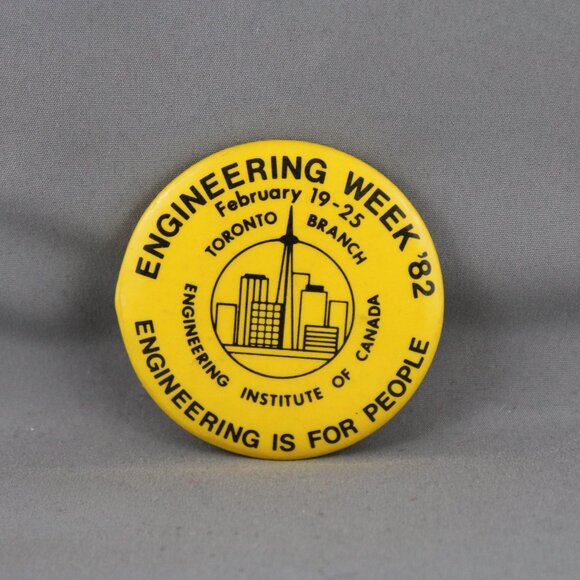 ENGINEERING WEEK '82
February 19-25
TORONTO BRANCH
ENGINEERING INSTITUTE OF CANADA
ENGINEERING IS FOR PEOPLE